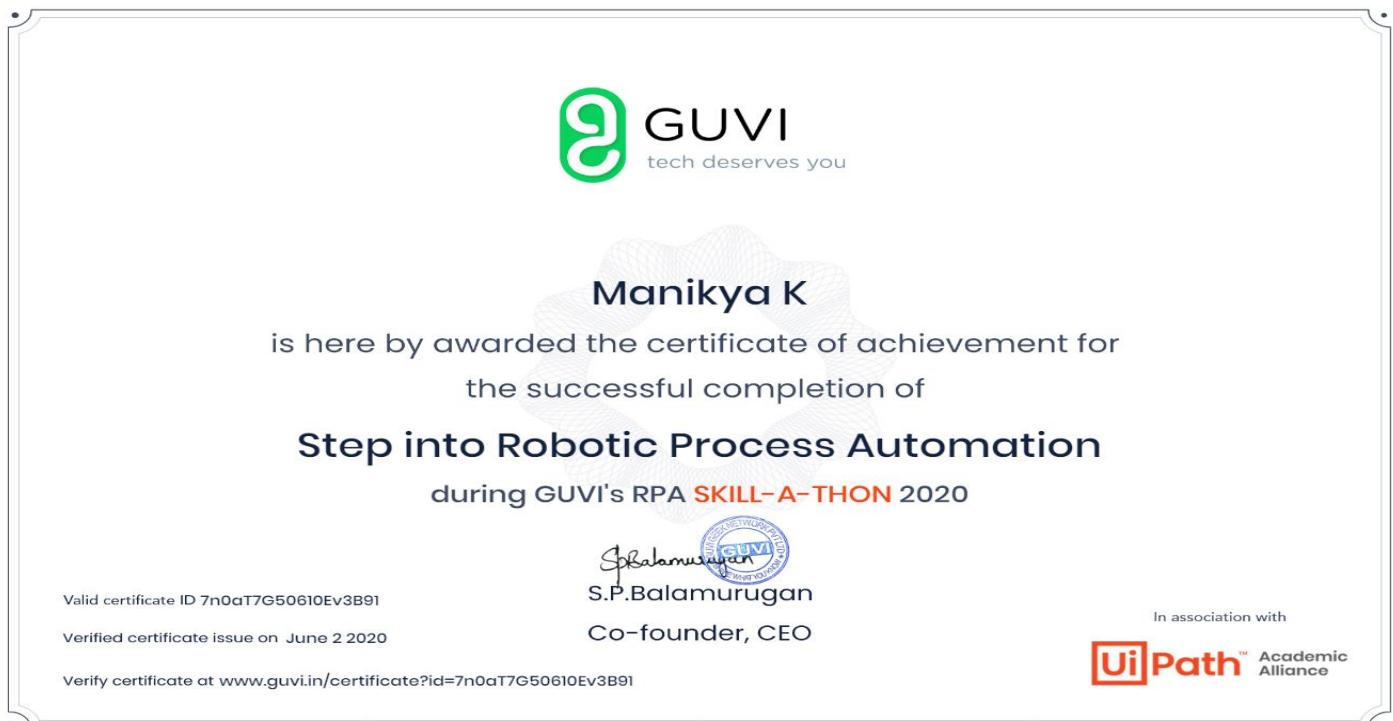 GUVI
tech deserves you
Manikya K
is here by awarded the certificate of achievement for
the successful completion of
Step into Robotic Process Automation
during GUVI's RPA SKILL-A-THON 2020
SpBalamurugan
GUVI
S.P.Balamurugan
Co-founder, CEO
Valid certificate ID 7n0aT7G50610Ev3B91
Verified certificate issue on June 2 2020
Verify certificate at www.guvi.in/certificate?id=7n0aT7G50610Ev3B91
In association with
UiPath™ Academic
Alliance